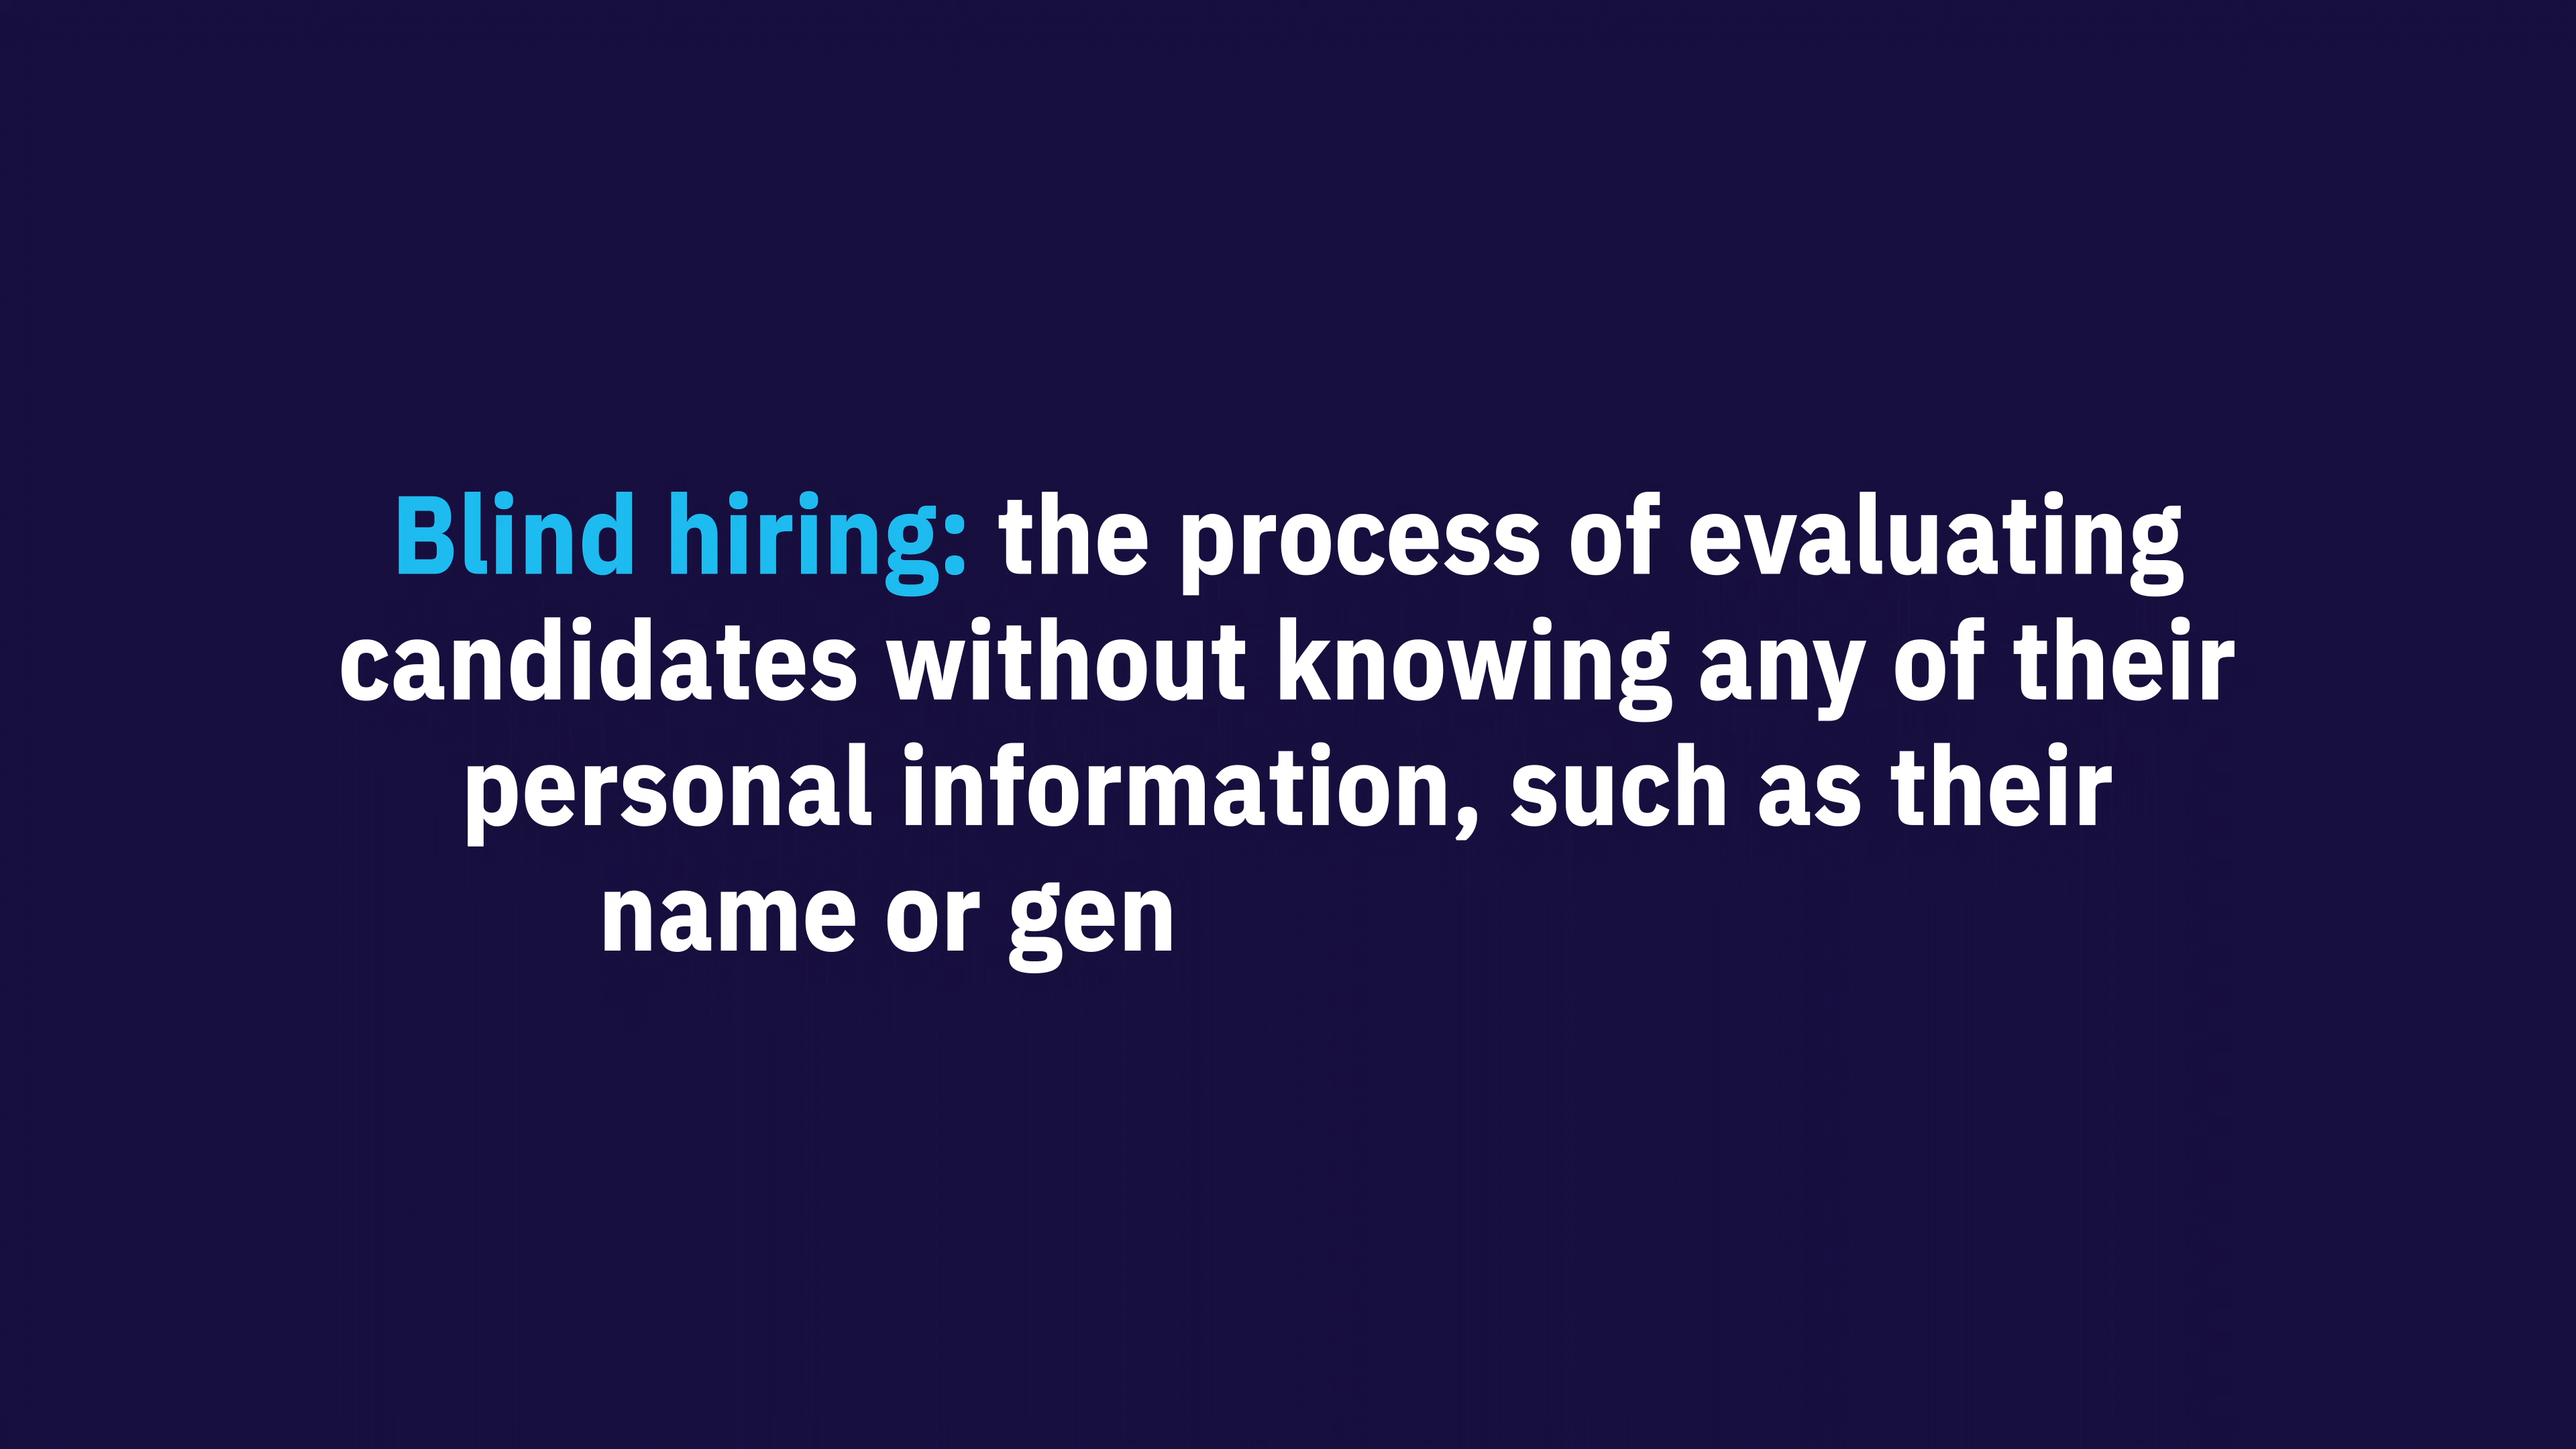 Blind hiring: the process of evaluating
candidates without knowing any of their
personal information, such as their
name or gen